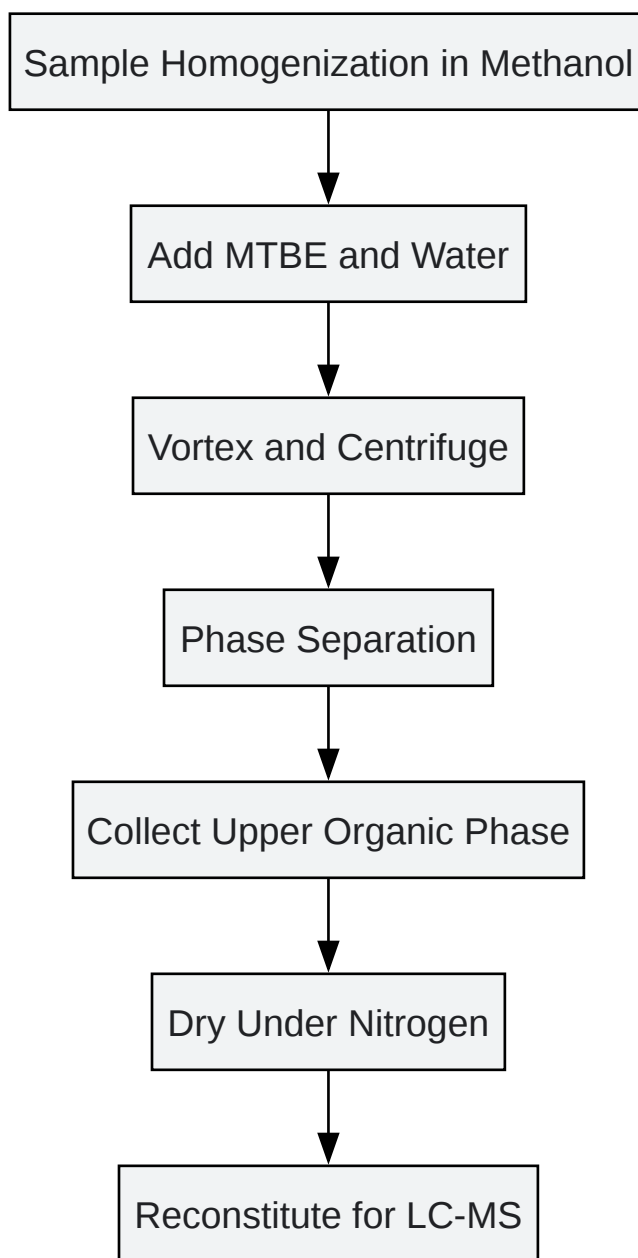 Sample Homogenization in Methanol
Add MTBE and Water
Vortex and Centrifuge
Phase Separation
Collect Upper Organic Phase
Dry Under Nitrogen
Reconstitute for LC-MS